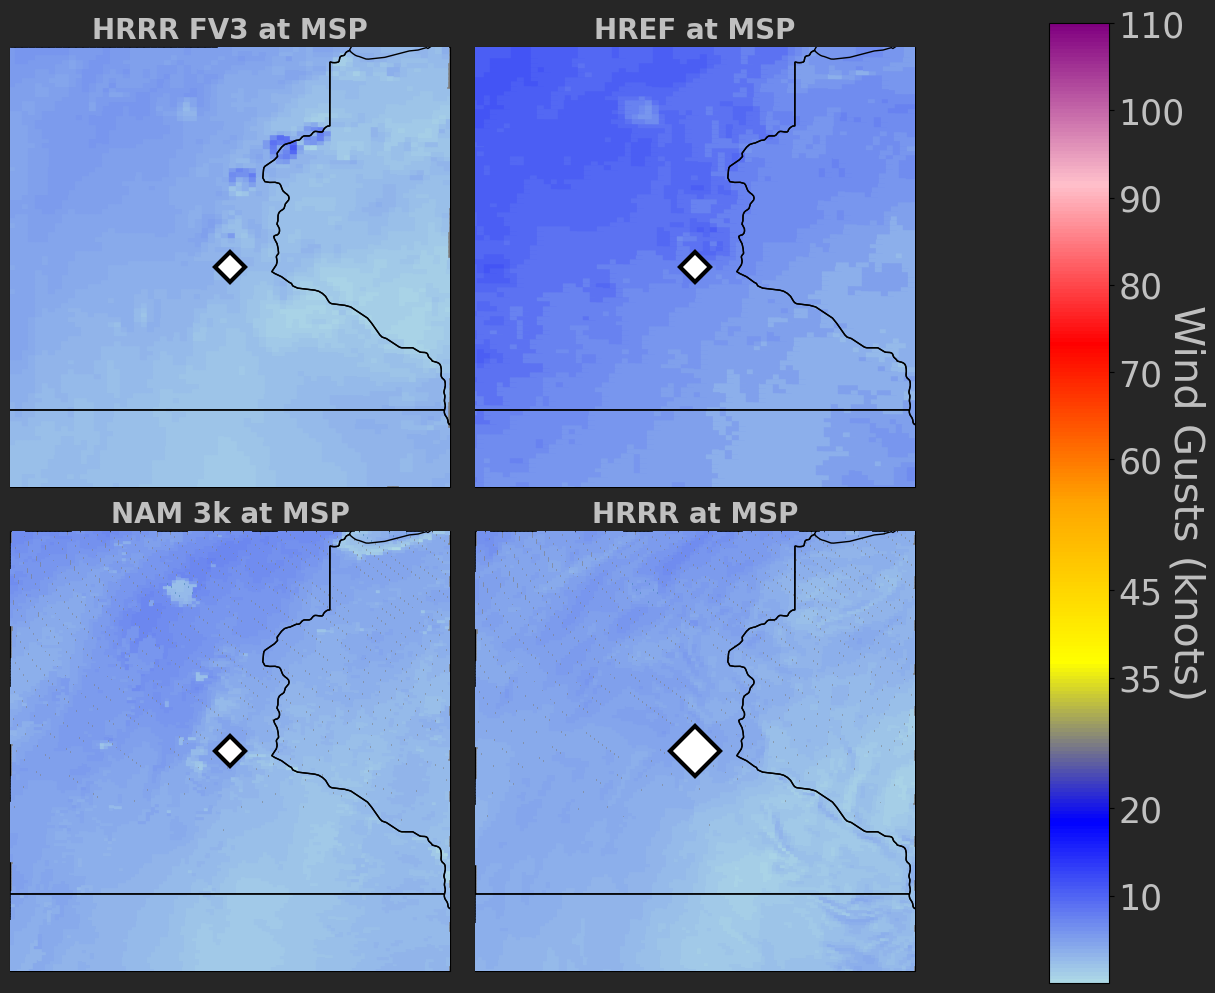 HRRR FV3 at MSP
HREF at MSP
NAM 3k at MSP
HRRR at MSP
110
100
90
80
70
60
45
35
20
10
Wind Gusts (knots)